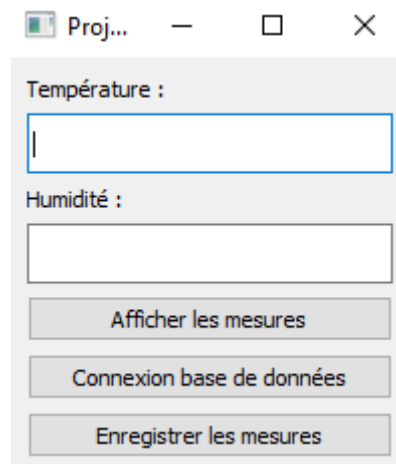 Proj...
Température :
Humidité :
Afficher les mesures
Connexion base de données
Enregistrer les mesures